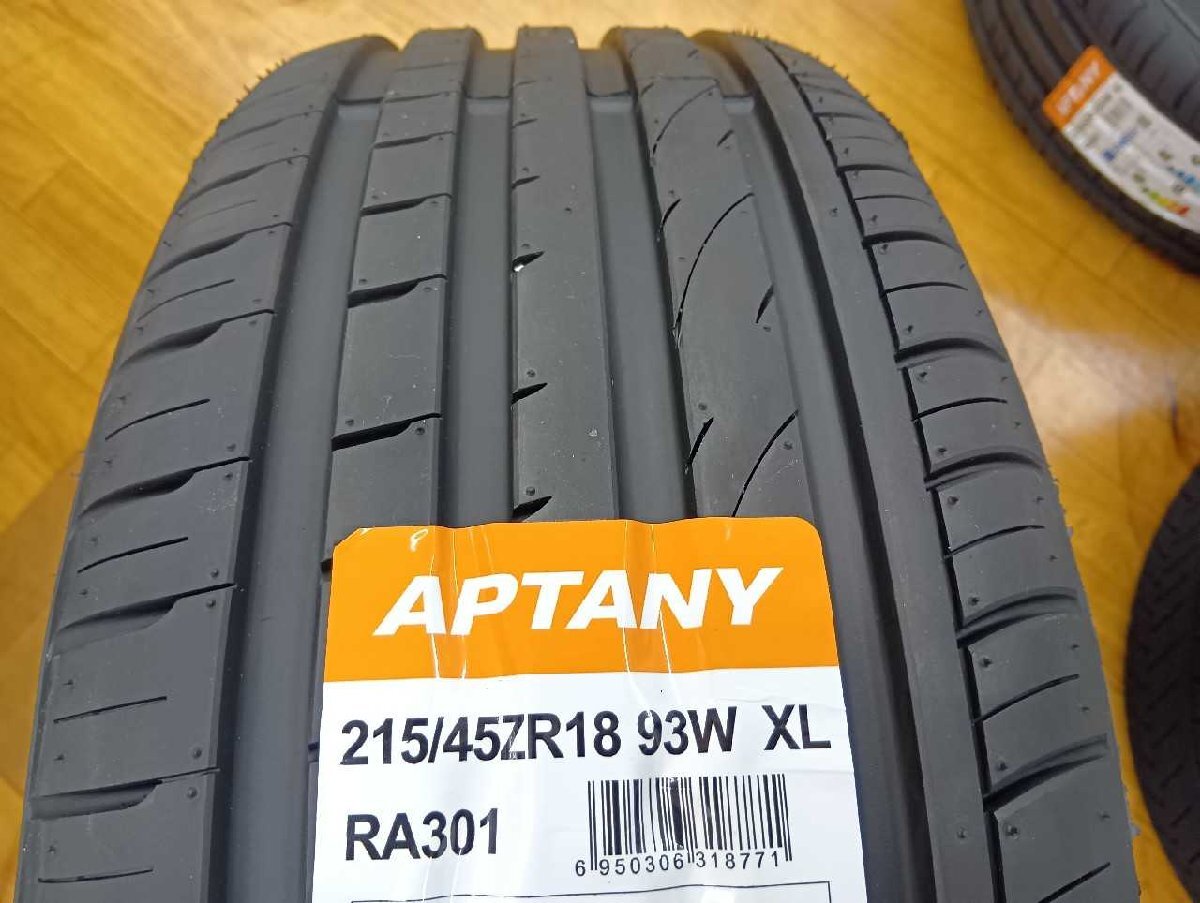 APTANY
215/45ZR18 93W XL
RA301
6 950306 318771